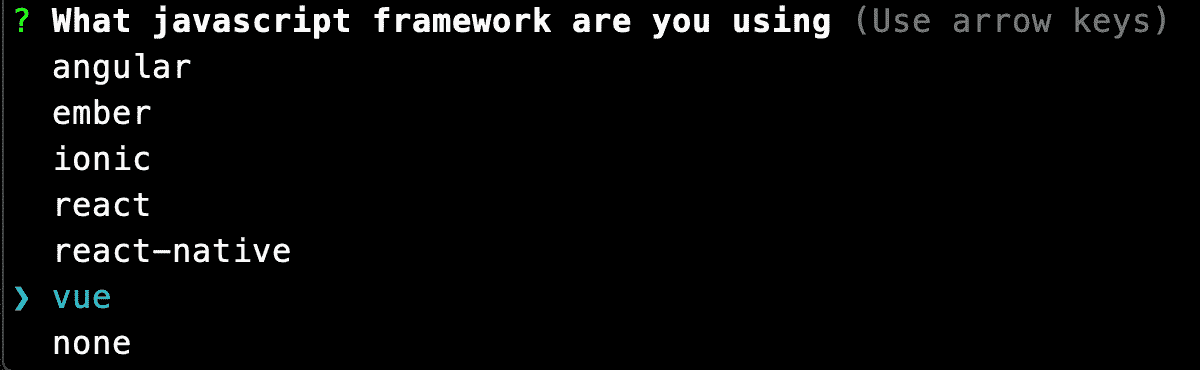 ? What javascript framework are you using (Use arrow keys)
angular
ember
ionic
react
react-native
❯ vue
none